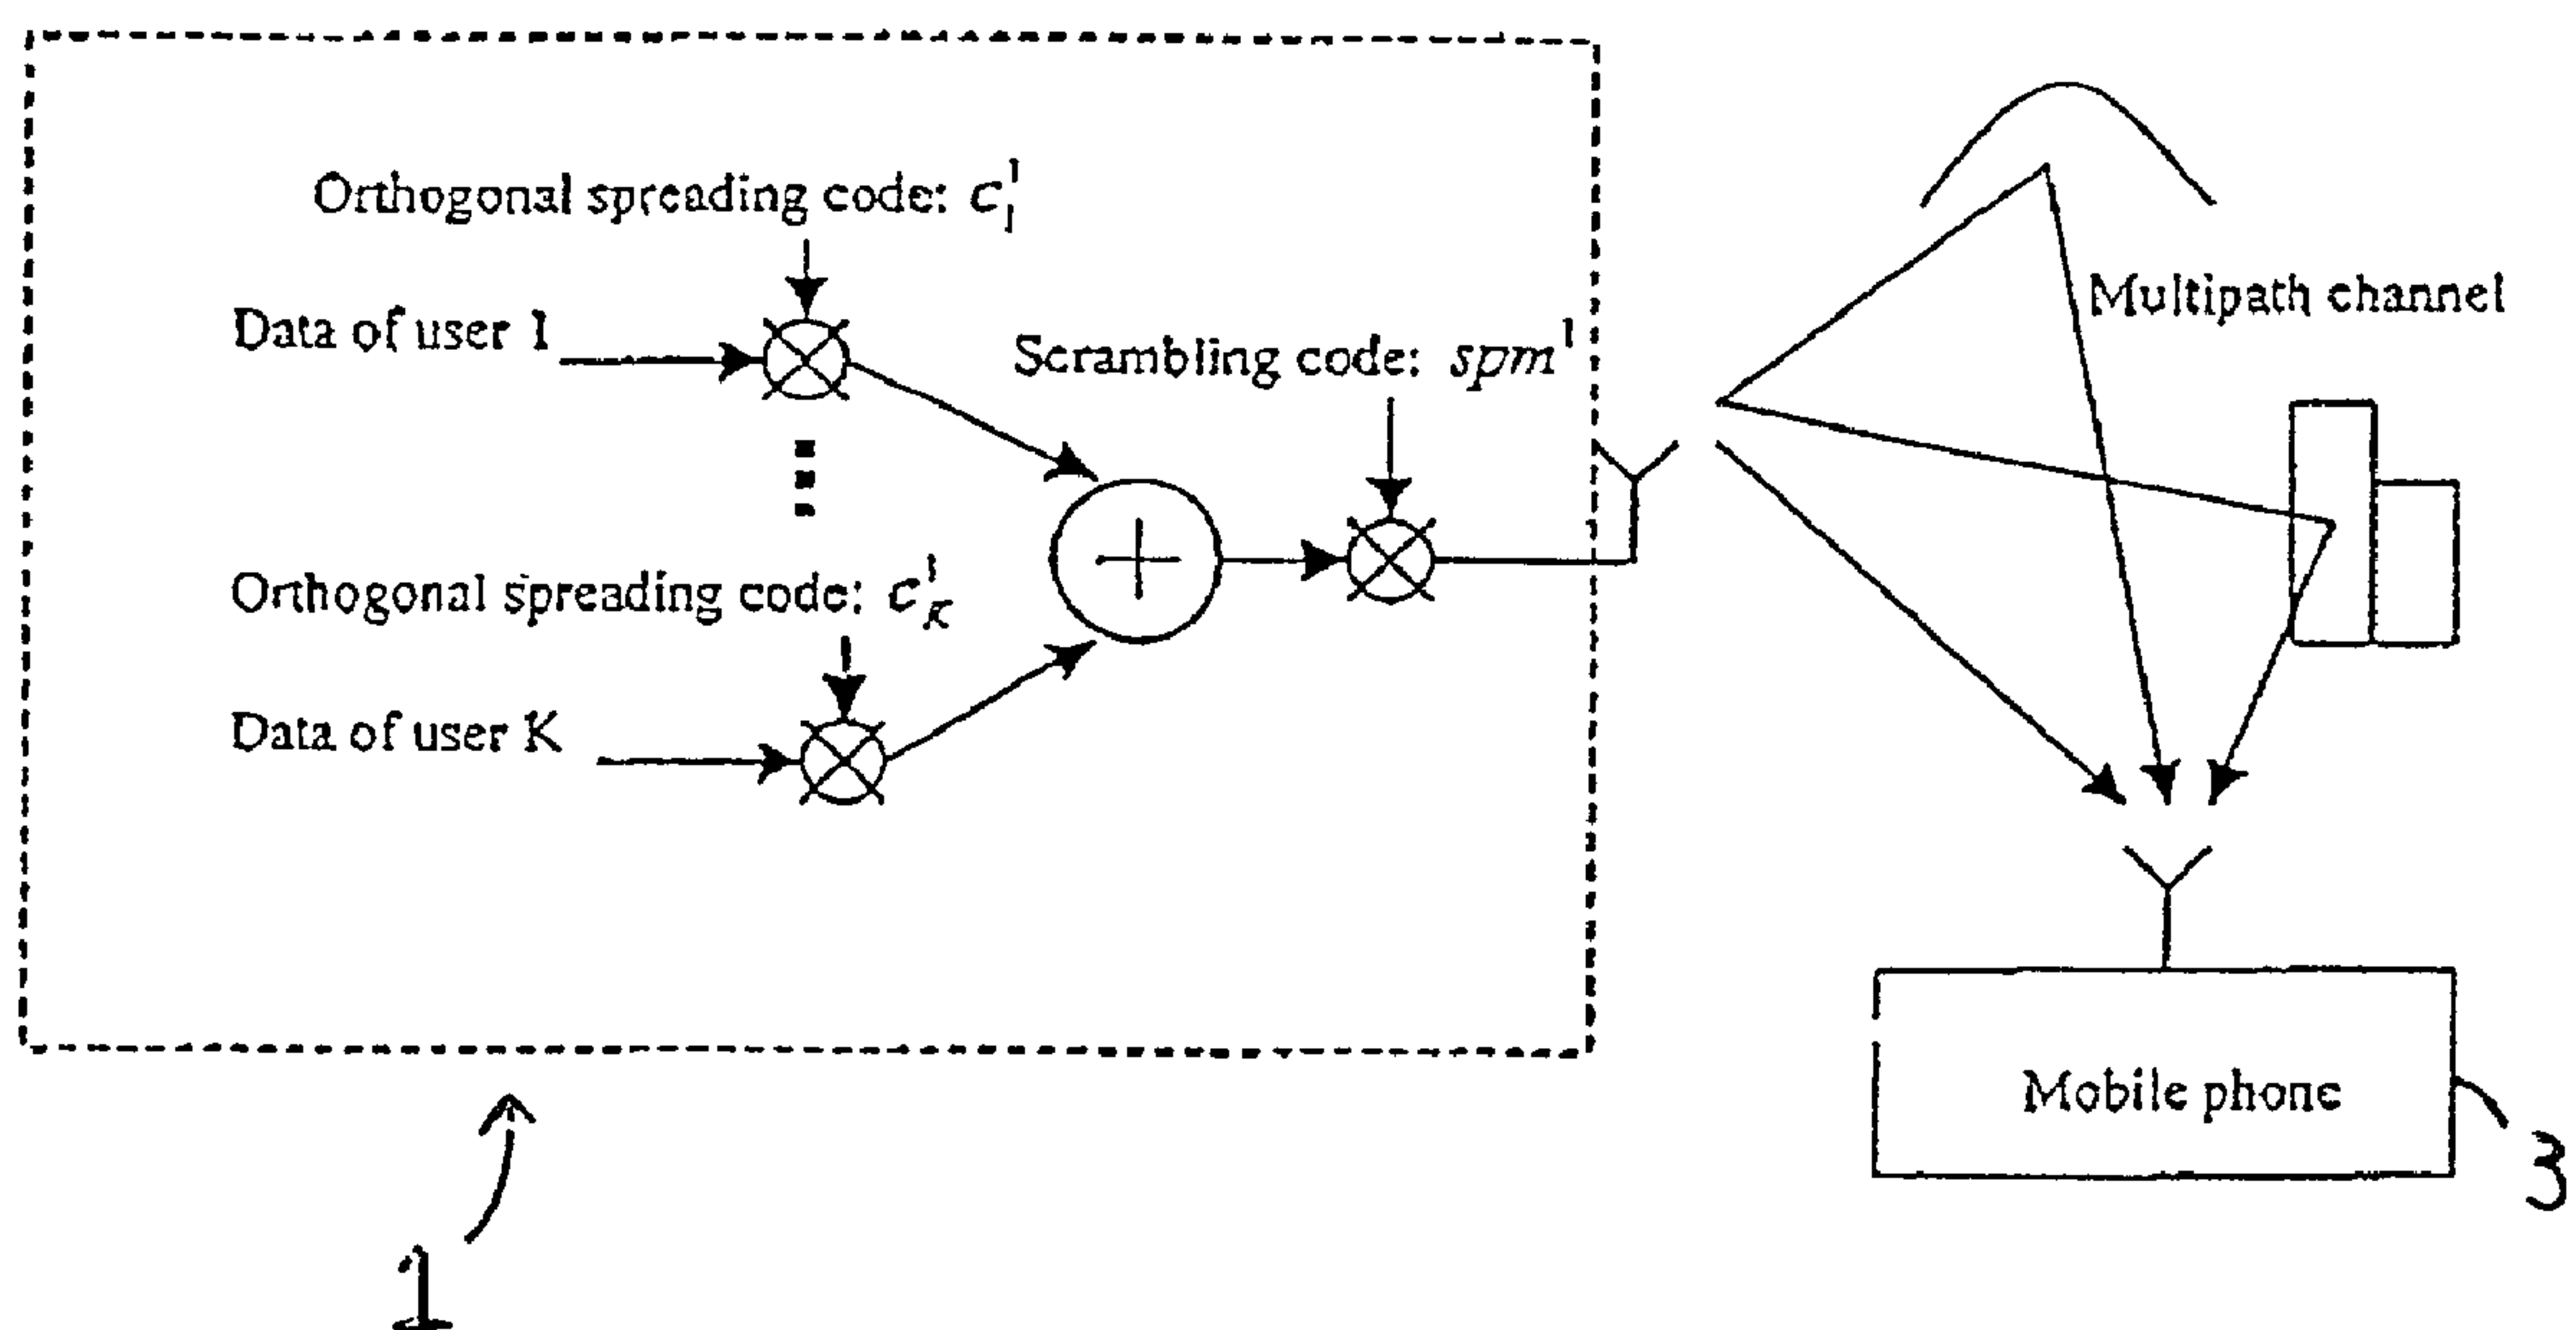 Orthogonal spreading code: c₁¹
Data of user 1
Multipath channel
Scrambling code: spm¹
Orthogonal spreading code: c_K¹
Data of user K
Mobile phone
3
1